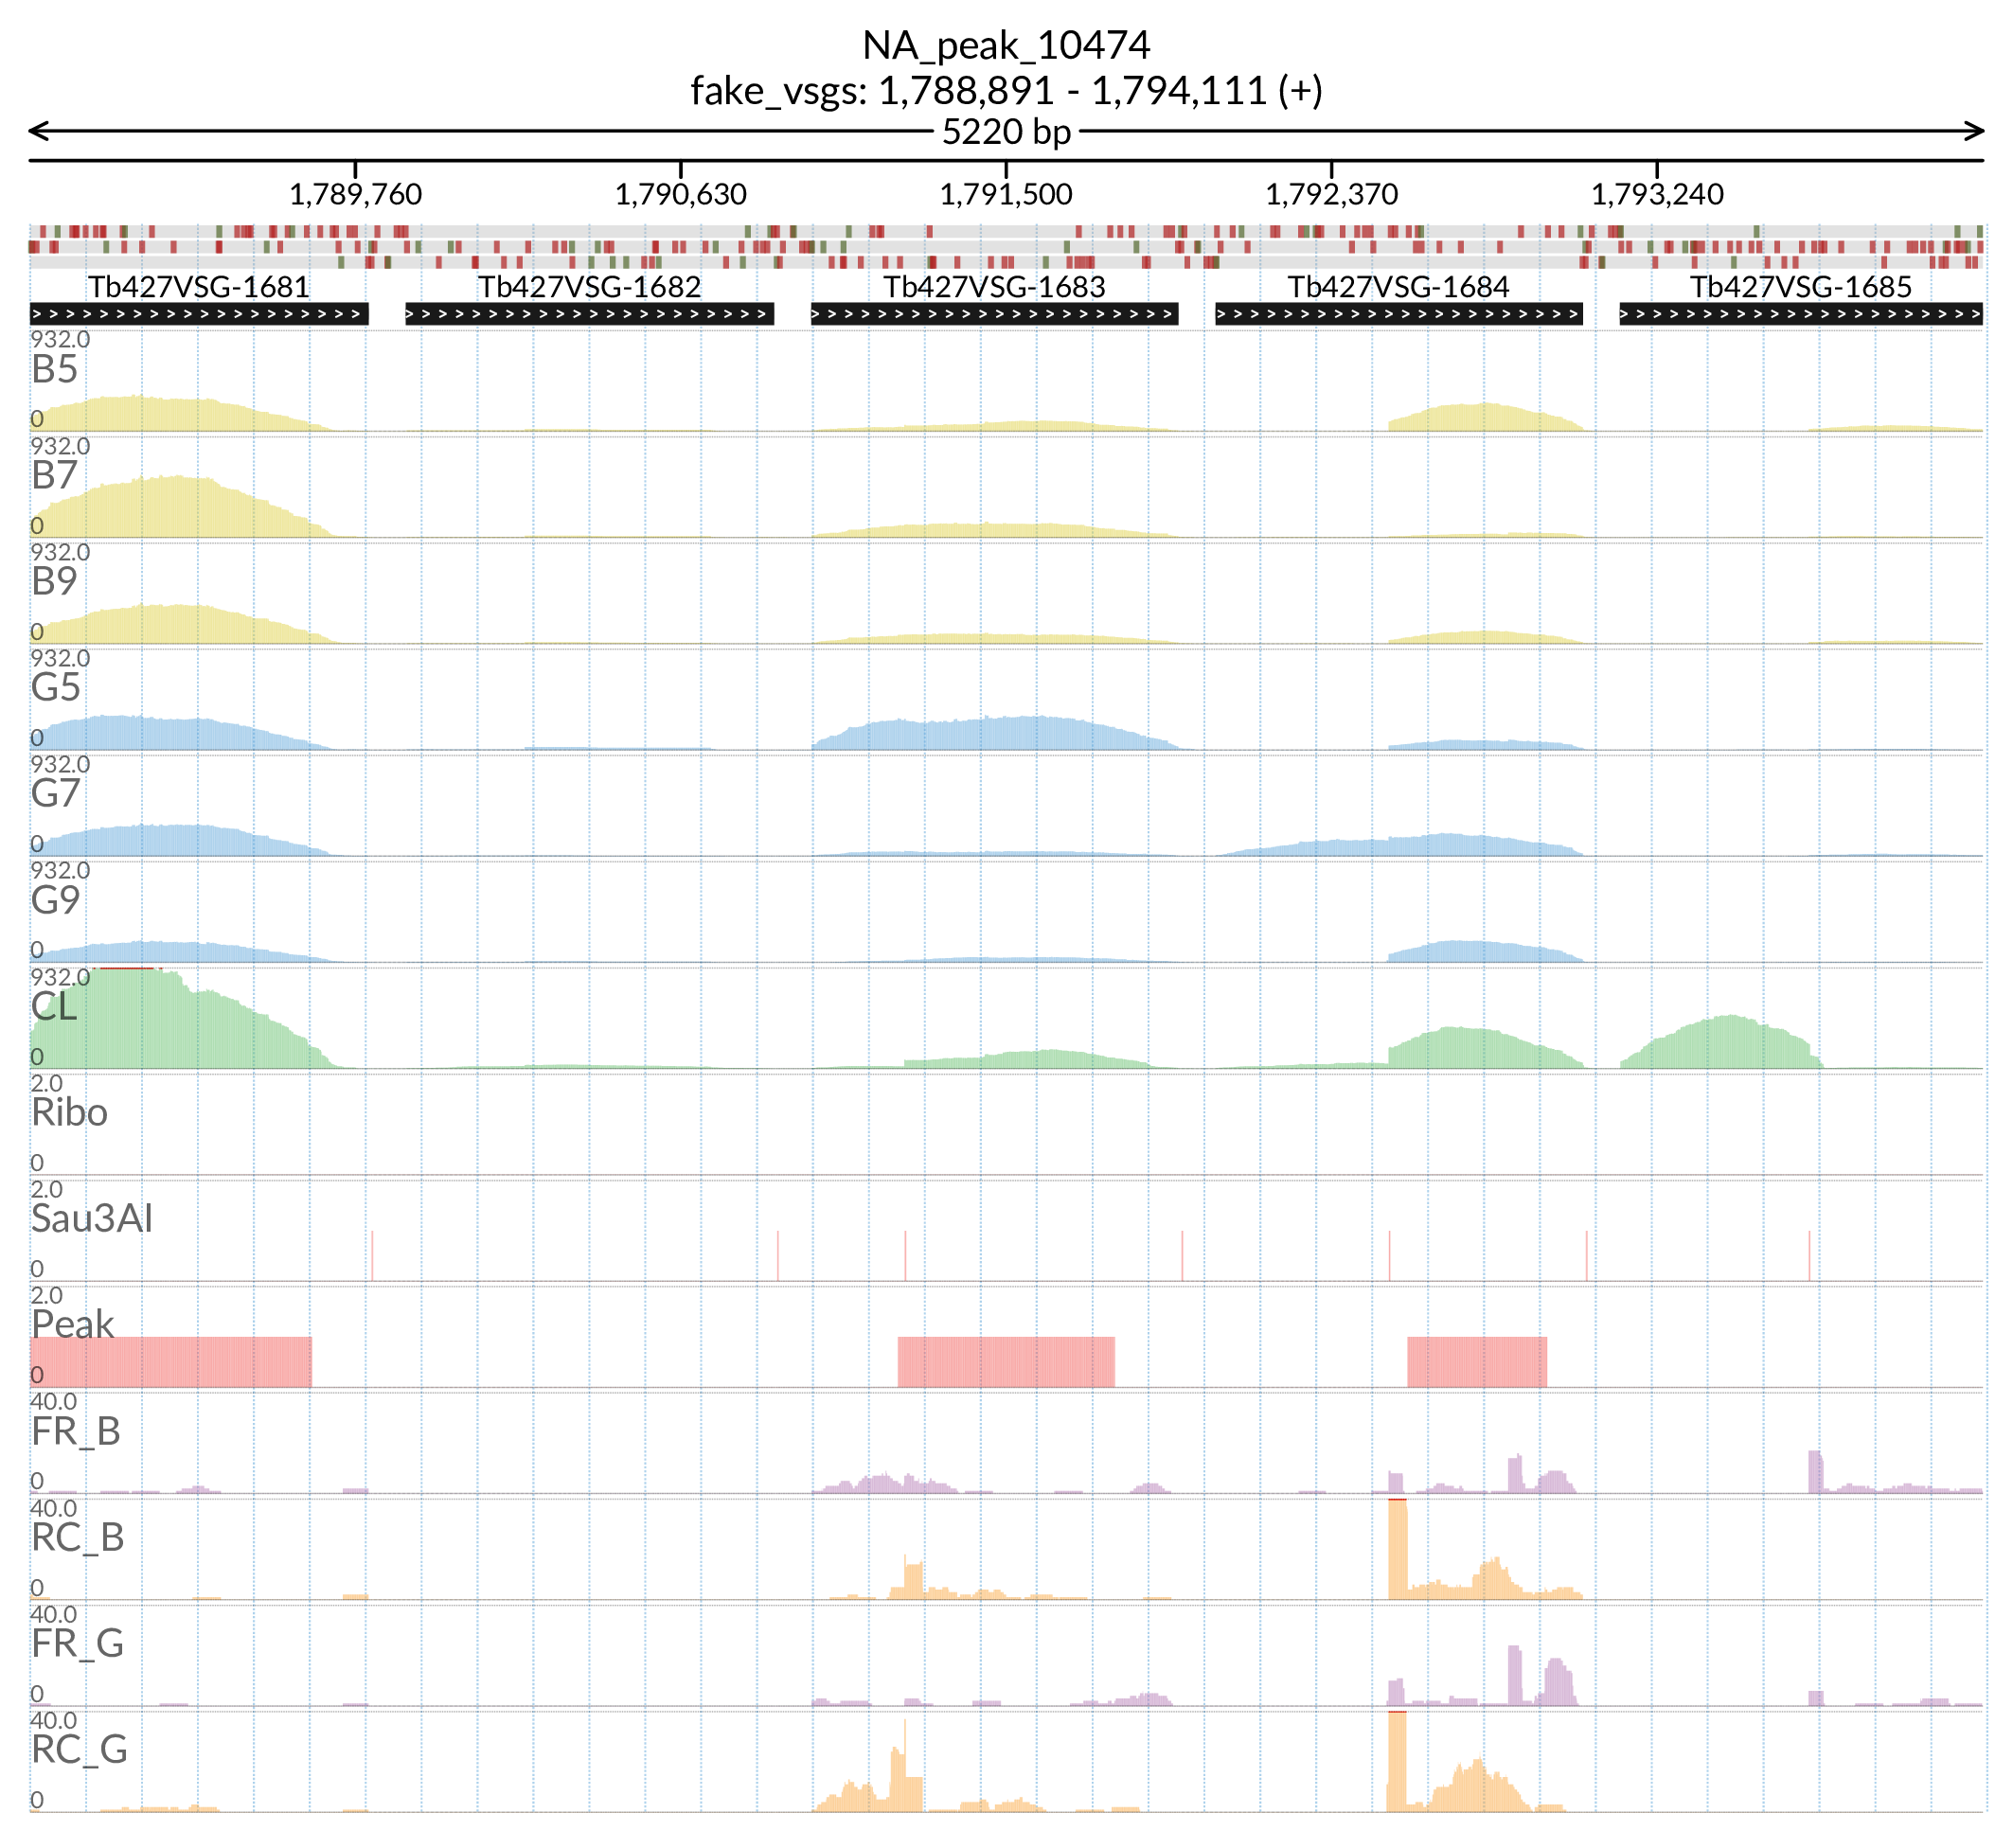 NA_peak_10474
fake_vsgs: 1,788,891 - 1,794,111 (+)
5220 bp
1,789,760 1,790,630 1,791,500 1,792,370 1,793,240
Tb427VSG-1681 Tb427VSG-1682 Tb427VSG-1683 Tb427VSG-1684 Tb427VSG-1685
932.0
B5
0
932.0
B7
0
932.0
B9
0
932.0
G5
0
932.0
G7
0
932.0
G9
0
932.0
CL
0
2.0
Ribo
0
2.0
Sau3AI
0
2.0
Peak
0
40.0
FR_B
0
40.0
RC_B
0
40.0
FR_G
0
40.0
RC_G
0